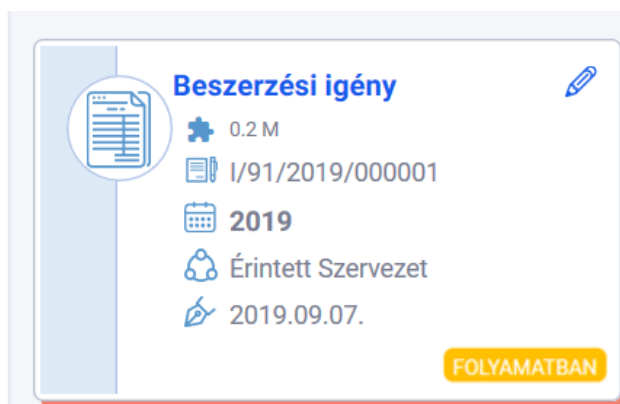 Beszerzési igény
0.2 M
I/91/2019/000001
2019
Érintett Szervezet
2019.09.07.
FOLYAMATBAN